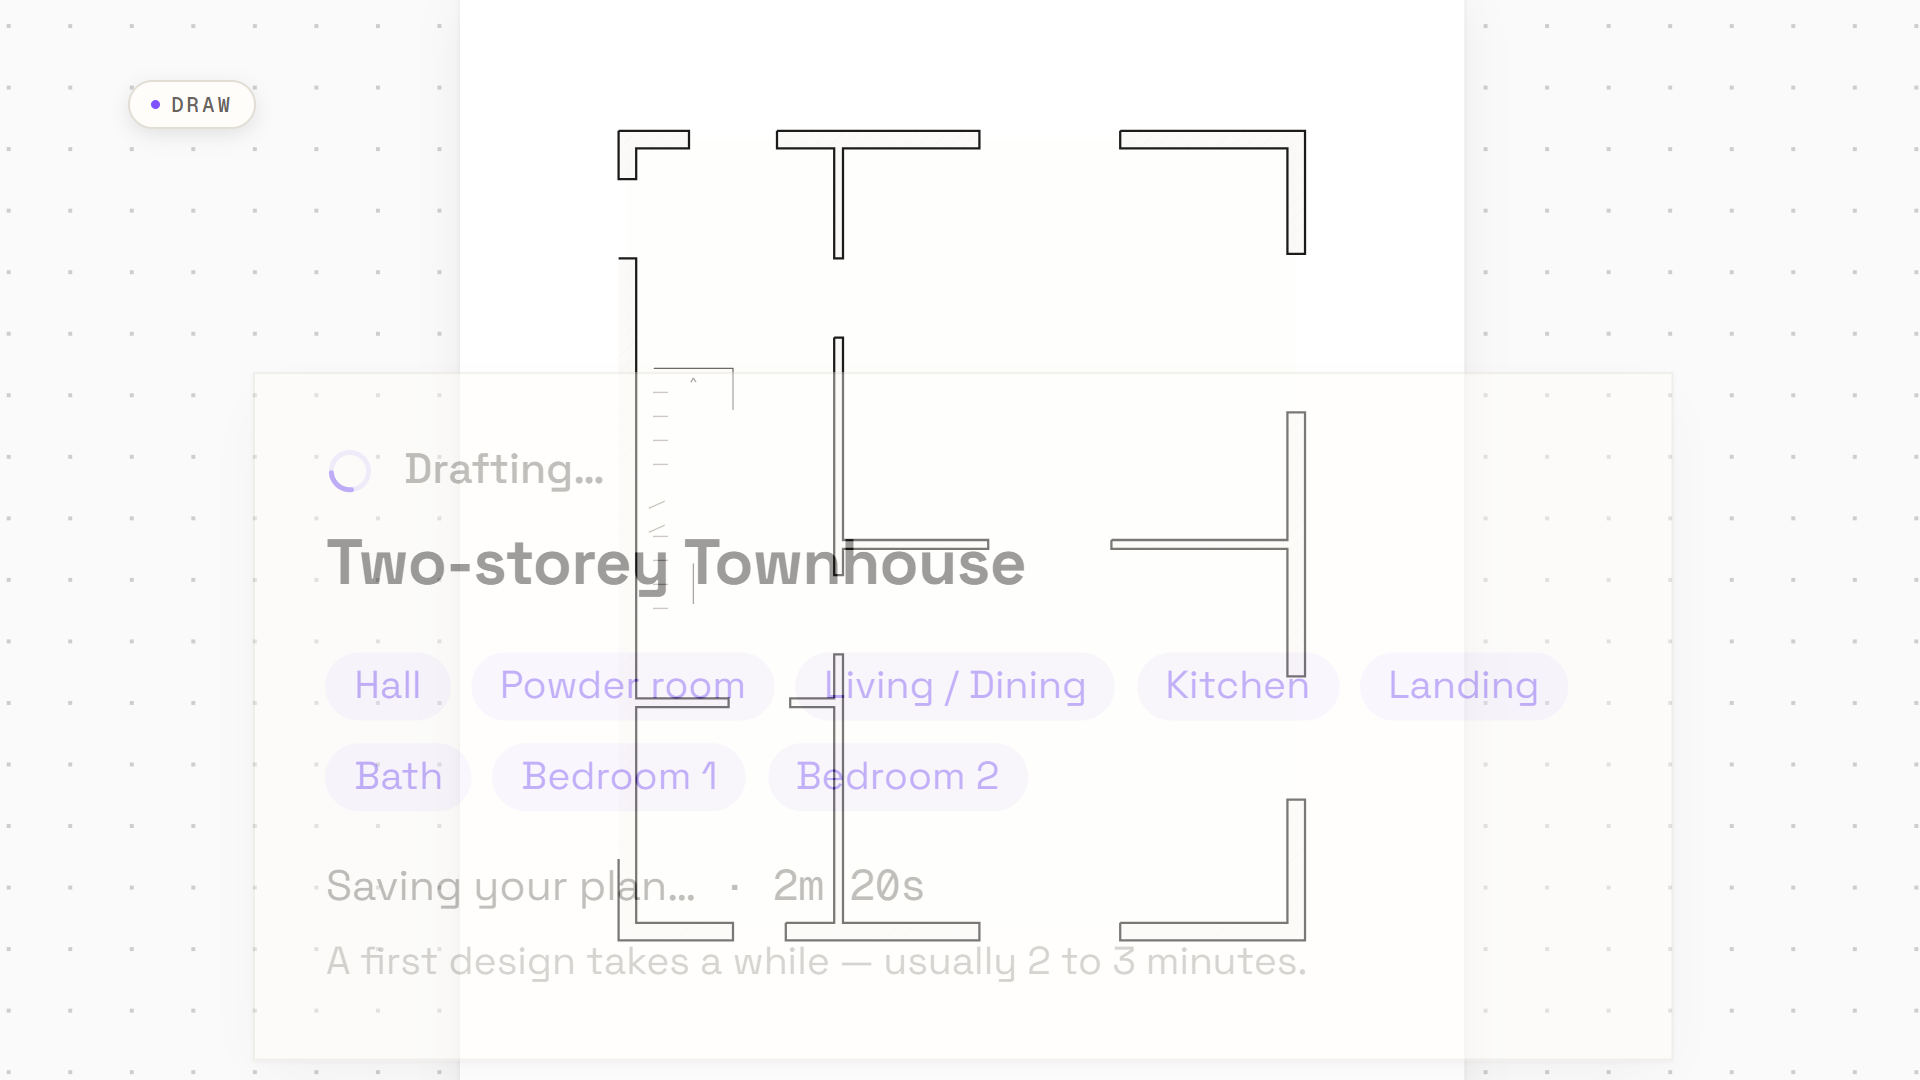 DRAW
Drafting...
Two-storey Townhouse
Hall Powder room Living / Dining Kitchen Landing
Bath Bedroom 1 Bedroom 2
Saving your plan... · 2m 20s
A first design takes a while — usually 2 to 3 minutes.